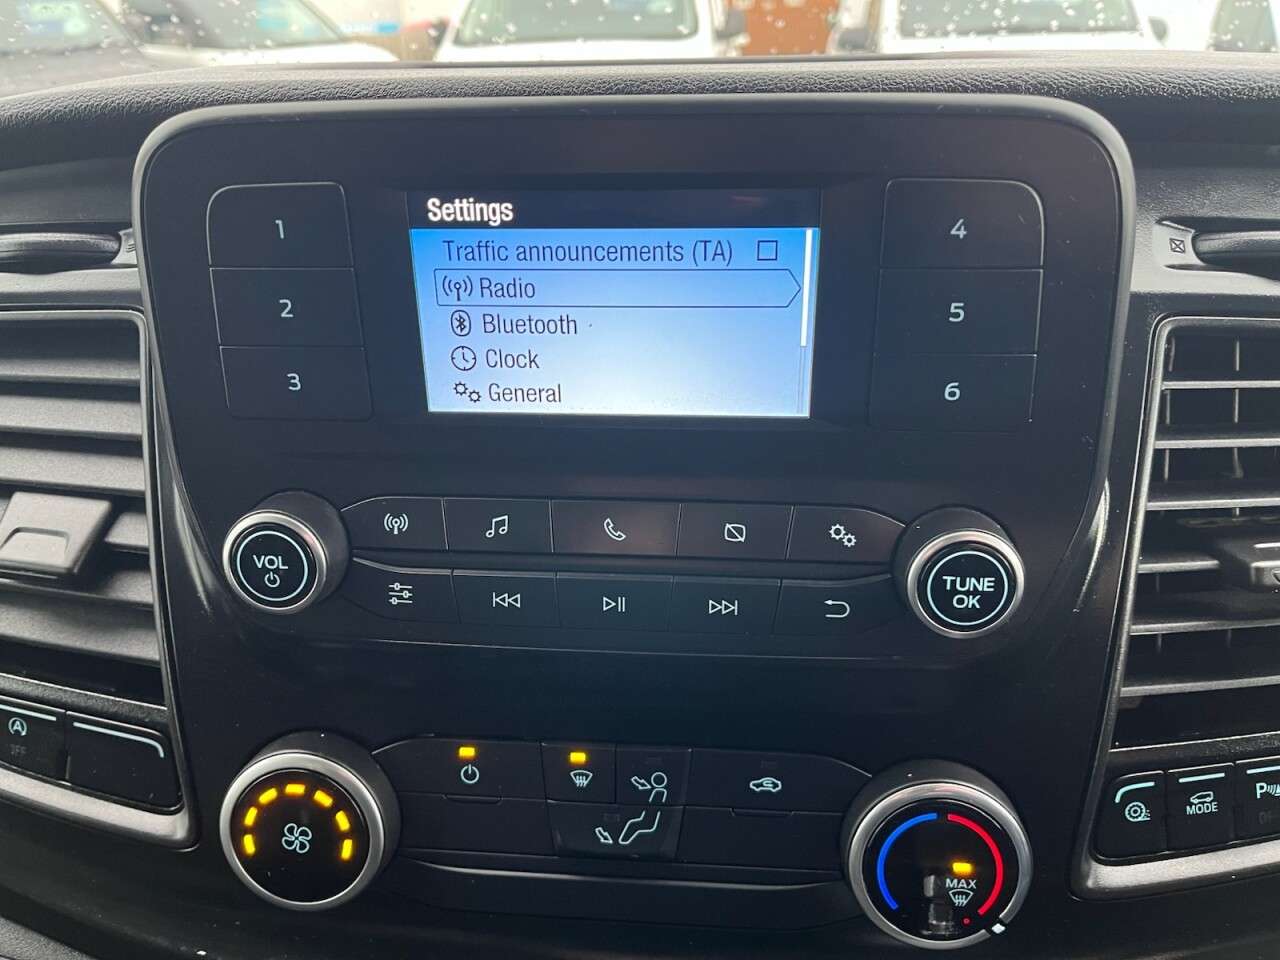 Settings
Traffic announcements (TA)
Radio
Bluetooth
Clock
General
1
2
3
4
5
6
VOL
TUNE
OK
A
OFF
MAX
MODE
P